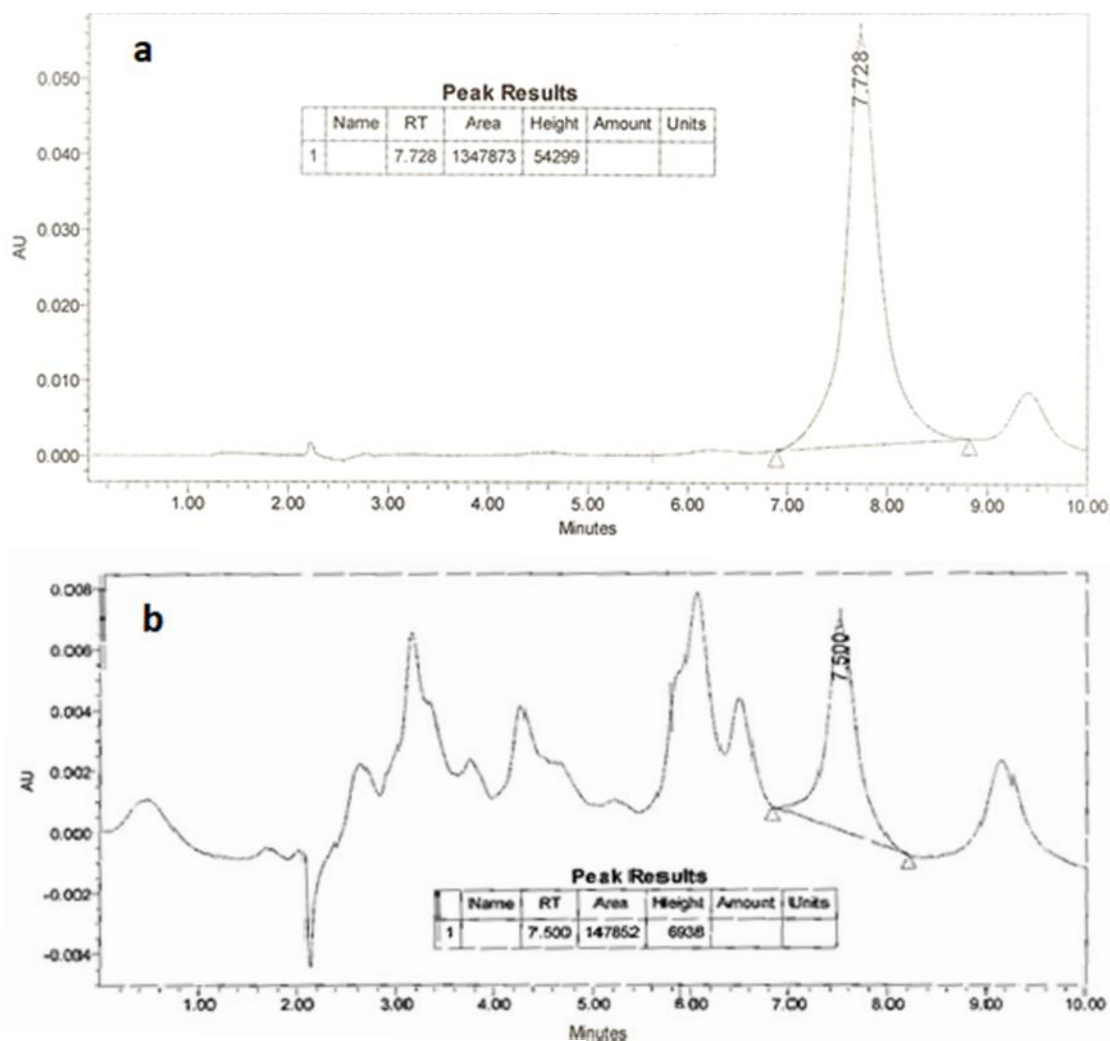 a
0.050
0.040
0.030
0.020
0.010
0.000
AU
Peak Results
Name RT Area Height Amount Units
1 7.728 1347873 54299
7.728
1.00 2.00 3.00 4.00 5.00 6.00 7.00 8.00 9.00 10.00
Minutes
b
0.008
0.006
0.004
0.002
0.000
-0.002
-0.004
AU
7.500
Peak Results
Name RT Area Height Amount Units
1 7.500 147852 6938
1.00 2.00 3.00 4.00 5.00 6.00 7.00 8.00 9.00 10.00
Minutes